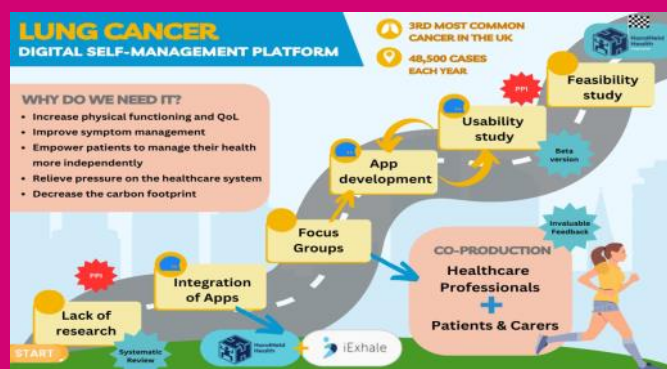 LUNG CANCER
DIGITAL SELF-MANAGEMENT PLATFORM
3RD MOST COMMON
CANCER IN THE UK
48,500 CASES
EACH YEAR
HandHeld
Health
WHY DO WE NEED IT?
• Increase physical functioning and QoL
• Improve symptom management
• Empower patients to manage their health
more independently
• Relieve pressure on the healthcare system
• Decrease the carbon footprint
Feasibility
study
PPI
Usability
study
Beta
version
App
development
Focus
Groups
Invaluable
Feedback
CO-PRODUCTION
Healthcare
Professionals
+
Patients & Carers
PPI
Integration
of Apps
Lack of
research
START
Systematic
Review
HandHeld
Health
+
iExhale